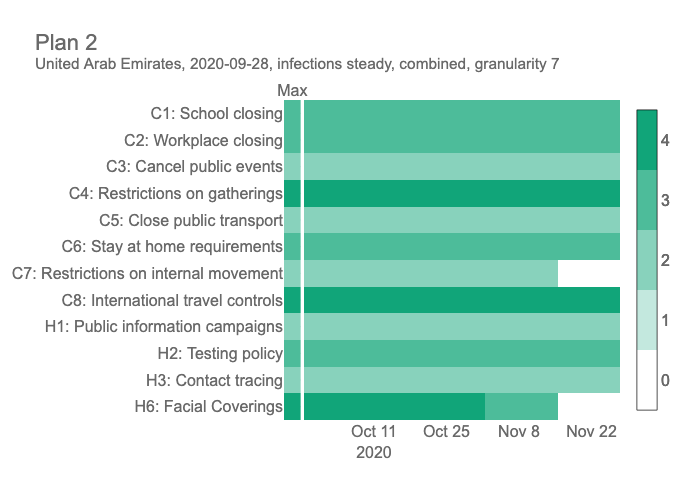 Plan 2
United Arab Emirates, 2020-09-28, infections steady, combined, granularity 7
Max
C1: School closing
C2: Workplace closing
C3: Cancel public events
C4: Restrictions on gatherings
C5: Close public transport
C6: Stay at home requirements
C7: Restrictions on internal movement
C8: International travel controls
H1: Public information campaigns
H2: Testing policy
H3: Contact tracing
H6: Facial Coverings
Oct 11 Oct 25 Nov 8 Nov 22
2020
4
3
2
1
0